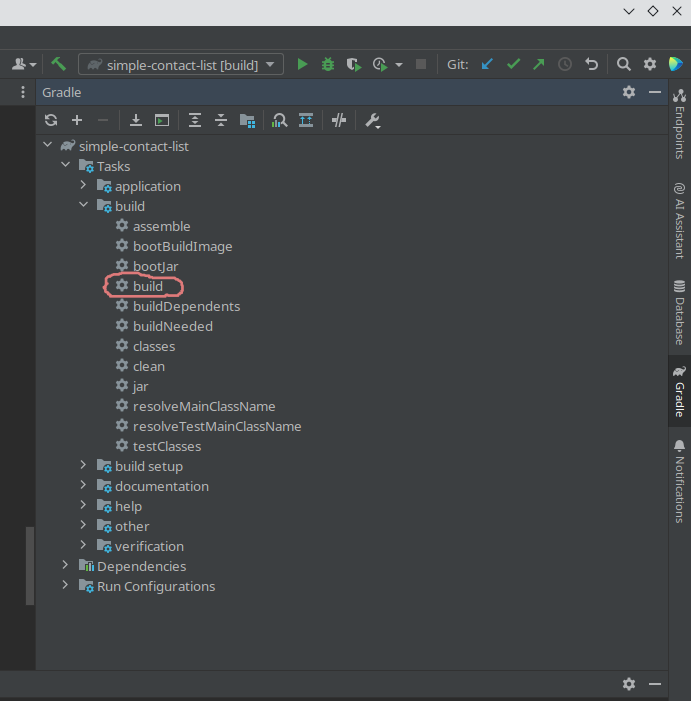 simple-contact-list [build]
Git:
Gradle
simple-contact-list
Tasks
application
build
assemble
bootBuildImage
bootJar
build
buildDependents
buildNeeded
classes
clean
jar
resolveMainClassName
resolveTestMainClassName
testClasses
build setup
documentation
help
other
verification
Dependencies
Run Configurations
Endpoints
AI Assistant
Database
Gradle
Notifications